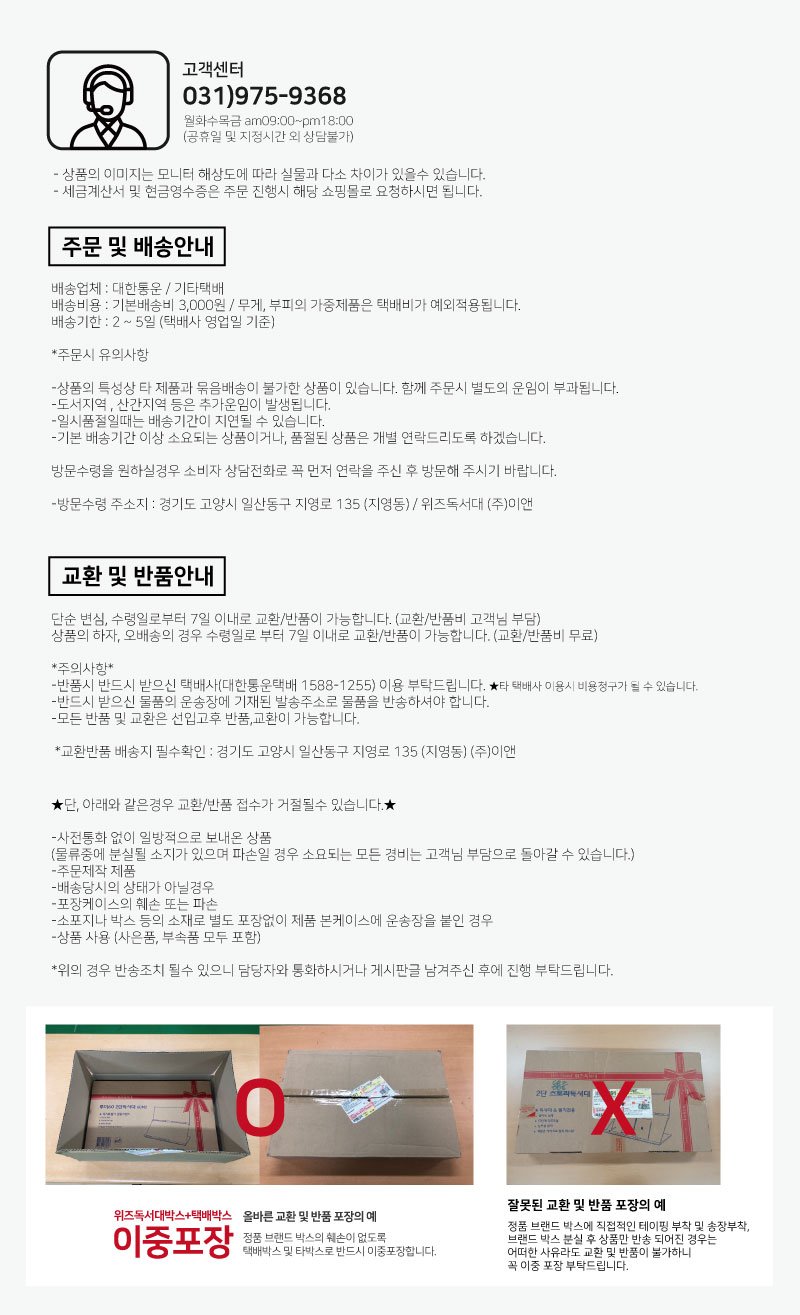 고객센터
031)975-9368
월화수목금 am09:00~pm18:00
(공휴일 및 지정시간 외 상담불가)
- 상품의 이미지는 모니터 해상도에 따라 실물과 다소 차이가 있을수 있습니다.
- 세금계산서 및 현금영수증은 주문 진행시 해당 쇼핑몰로 요청하시면 됩니다.
주문 및 배송안내
배송업체 : 대한통운 / 기타택배
배송비용 : 기본배송비 3,000원 / 무게, 부피의 가중제품은 택배비가 예외적용됩니다.
배송기한 : 2 ~ 5일 (택배사 영업일 기준)
*주문시 유의사항
-상품의 특성상 타 제품과 묶음배송이 불가한 상품이 있습니다. 함께 주문시 별도의 운임이 부과됩니다.
-도서지역 , 산간지역 등은 추가운임이 발생됩니다.
-일시품절일때는 배송기간이 지연될 수 있습니다.
-기본 배송기간 이상 소요되는 상품이거나, 품절된 상품은 개별 연락드리도록 하겠습니다.
방문수령을 원하실경우 소비자 상담전화로 꼭 먼저 연락을 주신 후 방문해 주시기 바랍니다.
-방문수령 주소지 : 경기도 고양시 일산동구 지영로 135 (지영동) / 위즈독서대 (주)이앤
교환 및 반품안내
단순 변심, 수령일로부터 7일 이내로 교환/반품이 가능합니다. (교환/반품비 고객님 부담)
상품의 하자, 오배송의 경우 수령일로 부터 7일 이내로 교환/반품이 가능합니다. (교환/반품비 무료)
*주의사항*
-반품시 반드시 받으신 택배사(대한통운택배 1588-1255) 이용 부탁드립니다. ★타 택배사 이용시 비용청구가 될 수 있습니다.
-반드시 받으신 물품의 운송장에 기재된 발송주소로 물품을 반송하셔야 합니다.
-모든 반품 및 교환은 선입고후 반품,교환이 가능합니다.
*교환반품 배송지 필수확인 : 경기도 고양시 일산동구 지영로 135 (지영동) (주)이앤
★단, 아래와 같은경우 교환/반품 접수가 거절될수 있습니다.★
-사전통화 없이 일방적으로 보내온 상품
(물류중에 분실될 소지가 있으며 파손일 경우 소요되는 모든 경비는 고객님 부담으로 돌아갈 수 있습니다.)
-주문제작 제품
-배송당시의 상태가 아닐경우
-포장케이스의 훼손 또는 파손
-소포지나 박스 등의 소재로 별도 포장없이 제품 본케이스에 운송장을 붙인 경우
-상품 사용 (사은품, 부속품 모두 포함)
*위의 경우 반송조치 될수 있으니 담당자와 통화하시거나 게시판글 남겨주신 후에 진행 부탁드립니다.
O
X
2단 스트라독서대
위즈독서대박스+택배박스
이중포장
올바른 교환 및 반품 포장의 예
정품 브랜드 박스의 훼손이 없도록
택배박스 및 타박스로 반드시 이중포장합니다.
잘못된 교환 및 반품 포장의 예
정품 브랜드 박스에 직접적인 테이핑 부착 및 송장부착,
브랜드 박스 분실 후 상품만 반송 되어진 경우는
어떠한 사유라도 교환 및 반품이 불가하니
꼭 이중 포장 부탁드립니다.